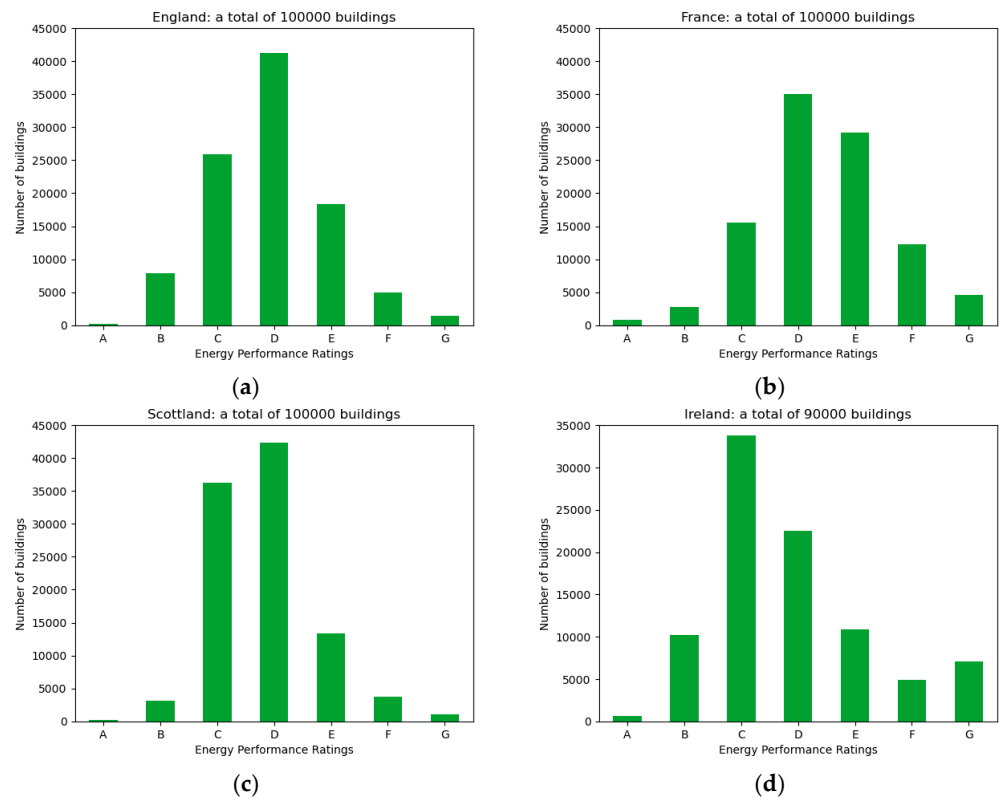 England: a total of 100000 buildings
45000
40000
35000
30000
25000
20000
15000
10000
5000
0
Number of buildings
A B C D E F G
Energy Performance Ratings
(a)
France: a total of 100000 buildings
45000
40000
35000
30000
25000
20000
15000
10000
5000
0
Number of buildings
A B C D E F G
Energy Performance Ratings
(b)
Scottland: a total of 100000 buildings
45000
40000
35000
30000
25000
20000
15000
10000
5000
0
Number of buildings
A B C D E F G
Energy Performance Ratings
(c)
Ireland: a total of 90000 buildings
35000
30000
25000
20000
15000
10000
5000
0
Number of buildings
A B C D E F G
Energy Performance Ratings
(d)